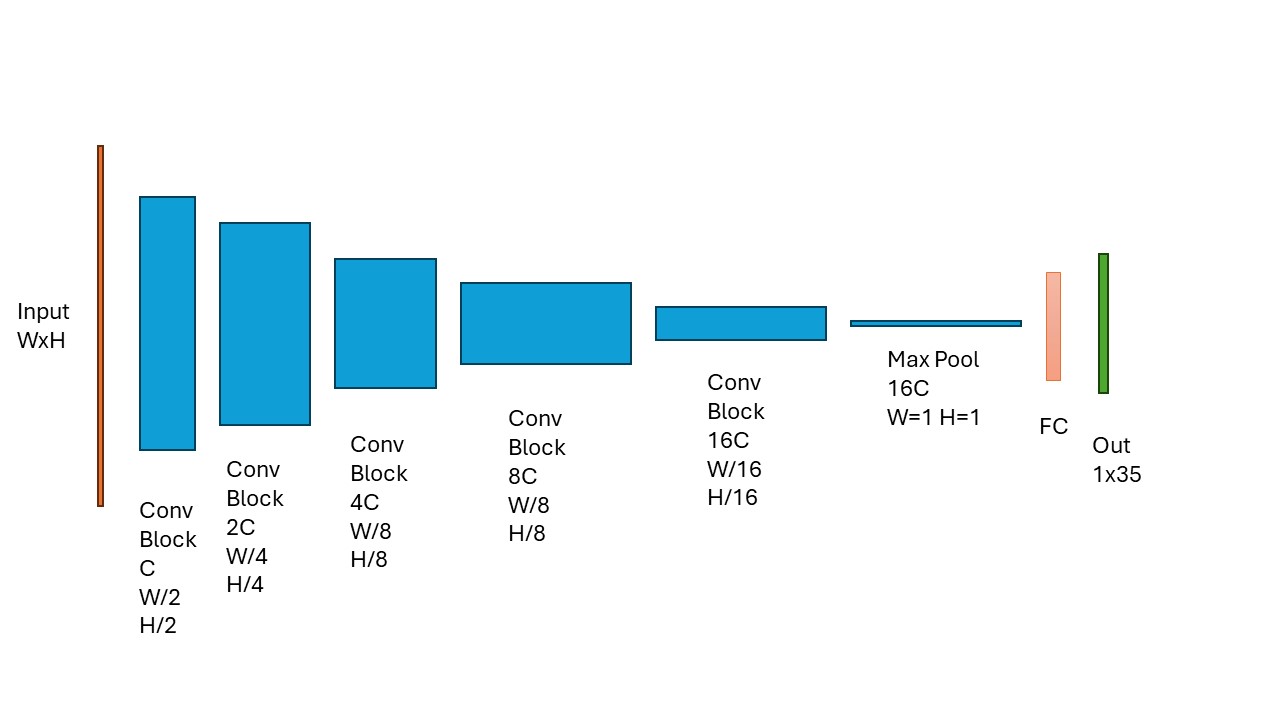 Input
WxH
Conv
Block
C
W/2
H/2
Conv
Block
2C
W/4
H/4
Conv
Block
4C
W/8
H/8
Conv
Block
8C
W/8
H/8
Conv
Block
16C
W/16
H/16
Max Pool
16C
W=1 H=1
FC
Out
1x35